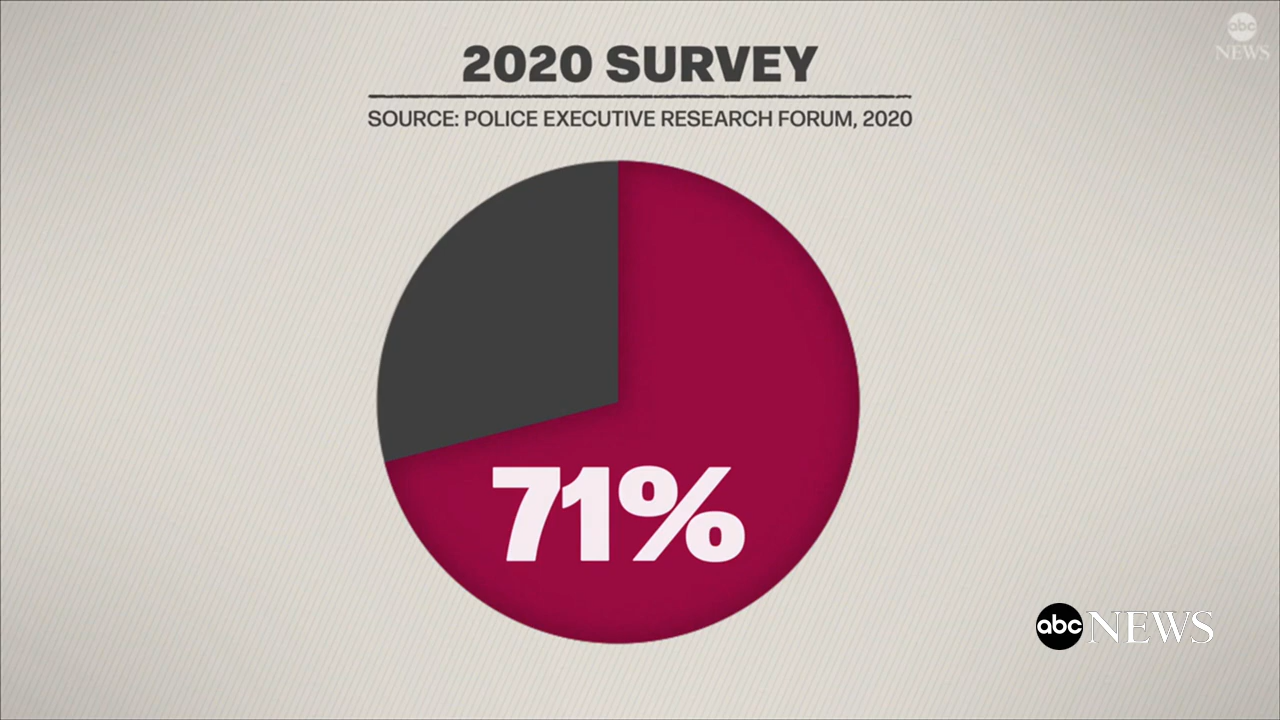 abc
NEWS
2020 SURVEY
SOURCE: POLICE EXECUTIVE RESEARCH FORUM, 2020
71%
abc NEWS